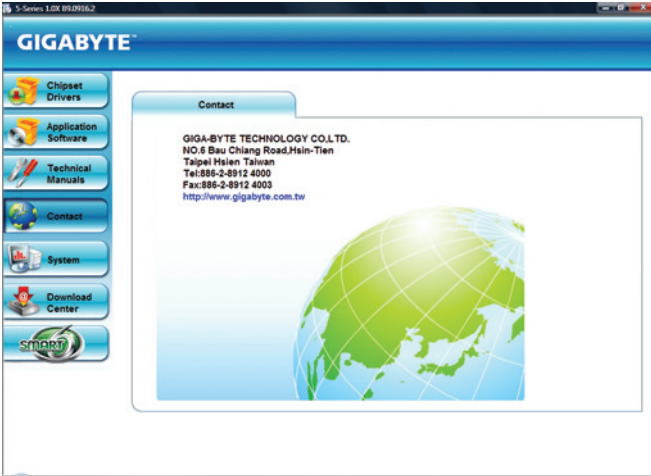 5-Series 1.0X B9.0916.2
GIGABYTE™
Chipset
Drivers
Application
Software
Technical
Manuals
Contact
System
Download
Center
SMART
Contact
GIGA-BYTE TECHNOLOGY CO.,LTD.
NO.6 Bau Chiang Road,Hsin-Tien
Taipei Hsien Taiwan
Tel:886-2-8912 4000
Fax:886-2-8912 4003
http://www.gigabyte.com.tw